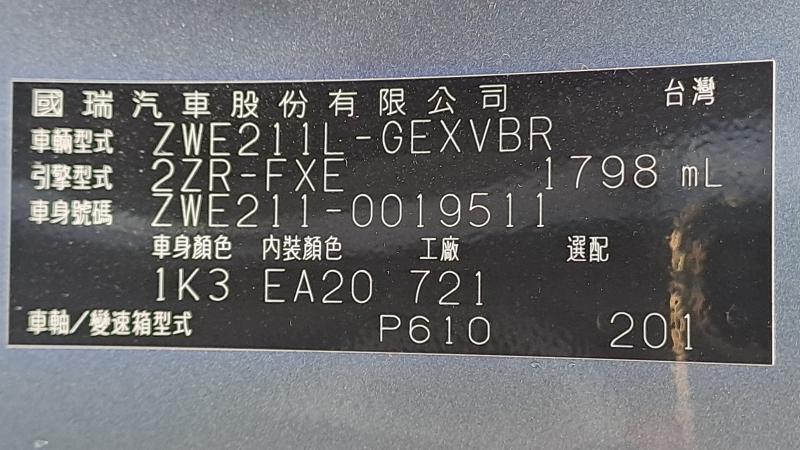 國瑞汽車股份有限公司 台灣
車輛型式 ZWE211L-GEXVBR
引擎型式 2ZR-FXE 1798 mL
車身號碼 ZWE211-0019511
車身顏色 內裝顏色 工廠 選配
1K3 EA20 721
車軸/變速箱型式 P610 201